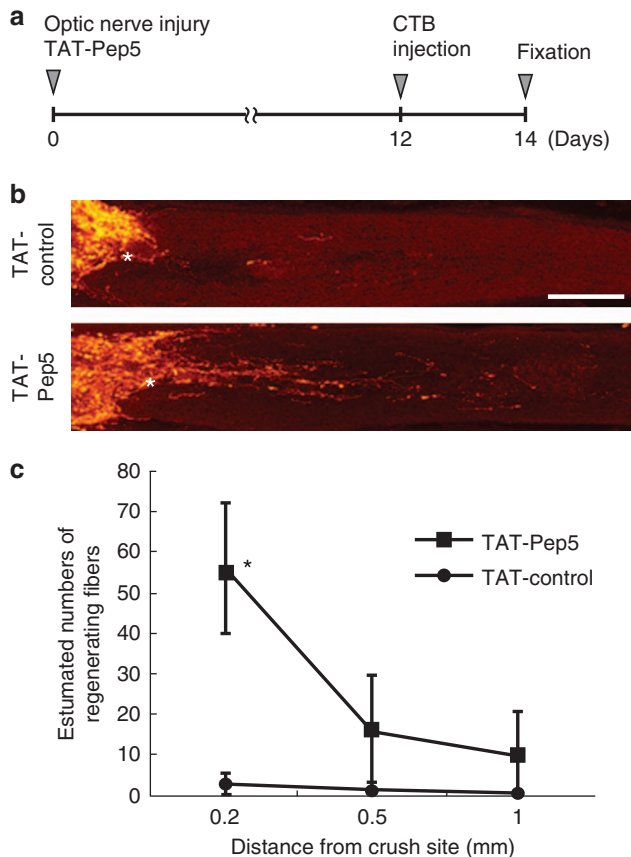 a
Optic nerve injury
TAT-Pep5
CTB
injection
Fixation
0
12
14 (Days)
b
TAT-
control
*
TAT-
Pep5
*
c
Estumated numbers of
regenerating fibers
80
70
60
50
40
30
20
10
0
*
TAT-Pep5
TAT-control
0.2
0.5
1
Distance from crush site (mm)